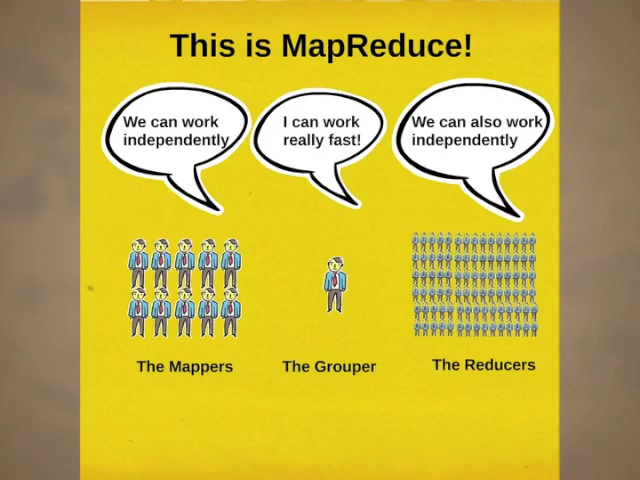 This is MapReduce!
We can work
independently
I can work
really fast!
We can also work
independently
The Mappers
The Grouper
The Reducers